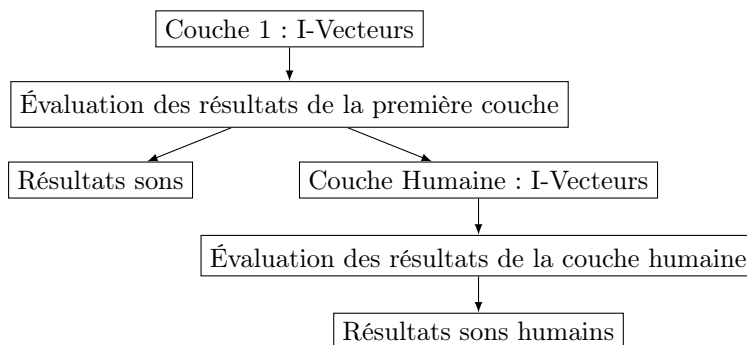 Couche 1 : I-Vecteurs
Évaluation des résultats de la première couche
Résultats sons
Couche Humaine : I-Vecteurs
Évaluation des résultats de la couche humaine
Résultats sons humains